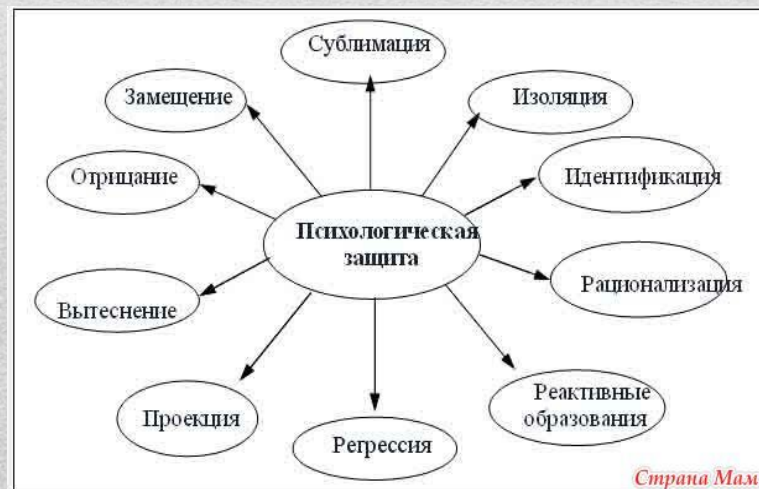 Сублимация
Замещение
Изоляция
Отрицание
Идентификация
Психологическая
защита
Вытеснение
Рационализация
Проекция
Регрессия
Реактивные
образования
Страна Мам